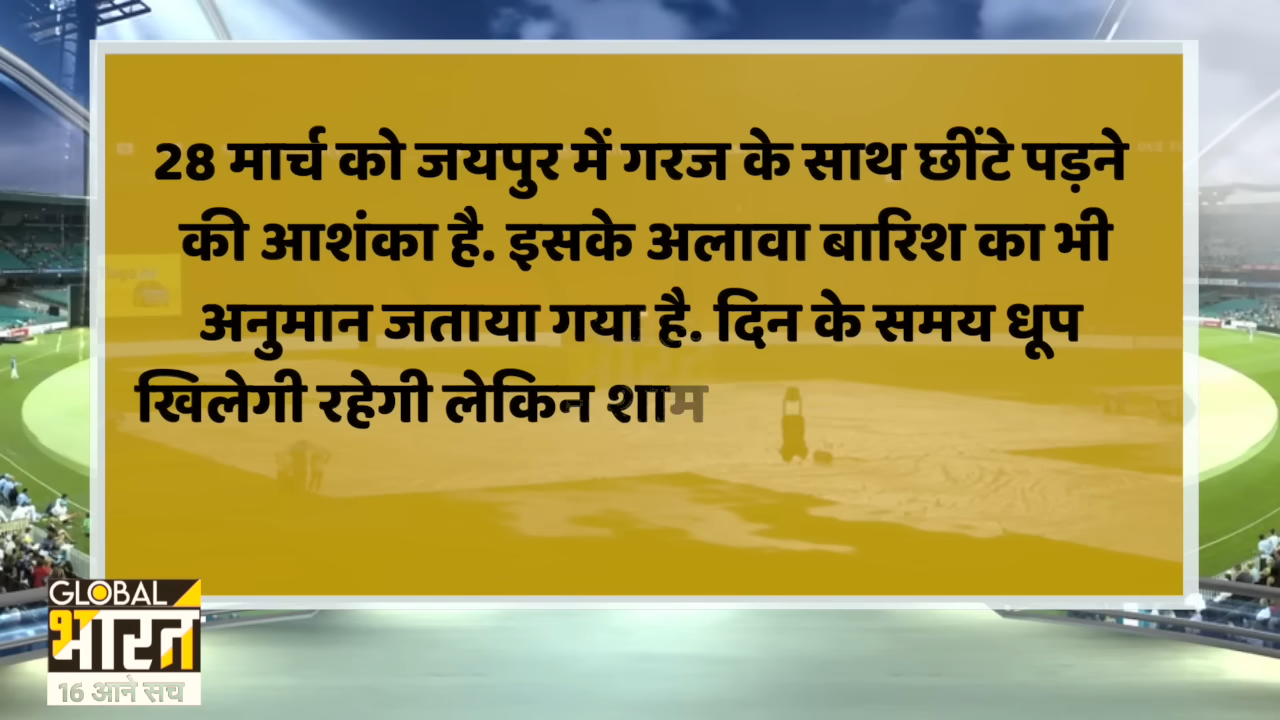 28 मार्च को जयपुर में गरज के साथ छींटे पड़ने
की आशंका है. इसके अलावा बारिश का भी
अनुमान जताया गया है. दिन के समय धूप
खिलेगी रहेगी लेकिन शाम
GLOBAL
भारत
16 आने सच